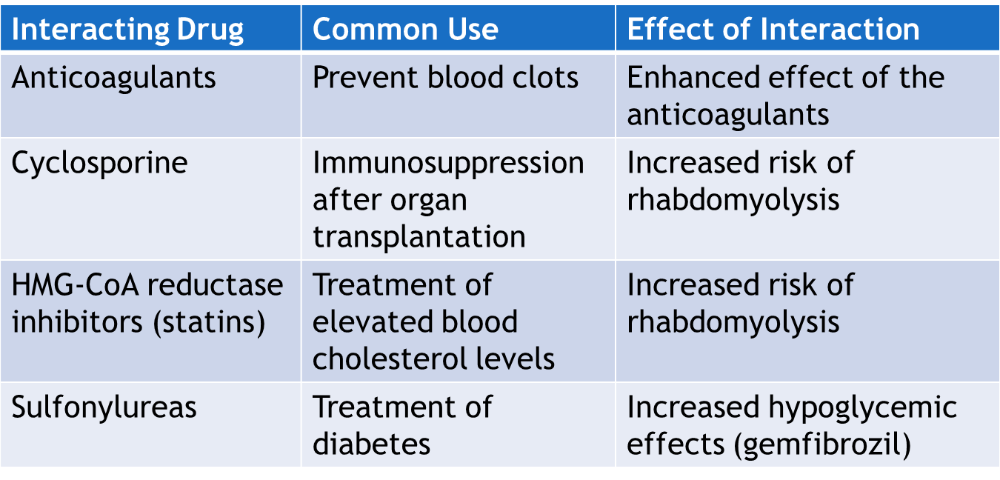 Interacting Drug
Common Use
Effect of Interaction
Anticoagulants
Prevent blood clots
Enhanced effect of the
anticoagulants
Cyclosporine
Immunosuppression
after organ
transplantation
Increased risk of
rhabdomyolysis
HMG-CoA reductase
inhibitors (statins)
Treatment of
elevated blood
cholesterol levels
Increased risk of
rhabdomyolysis
Sulfonylureas
Treatment of
diabetes
Increased hypoglycemic
effects (gemfibrozil)